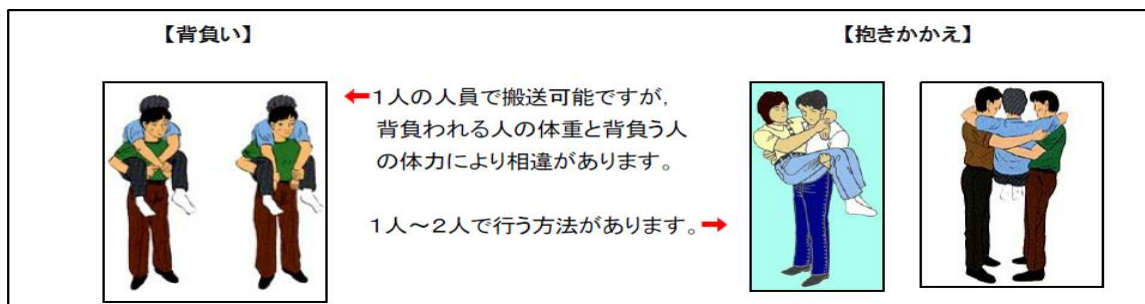 【背負い】
【抱きかかえ】
←1人の人員で搬送可能ですが，
背負われる人の体重と背負う人
の体力により相違があります。
1人～2人で行う方法があります。→